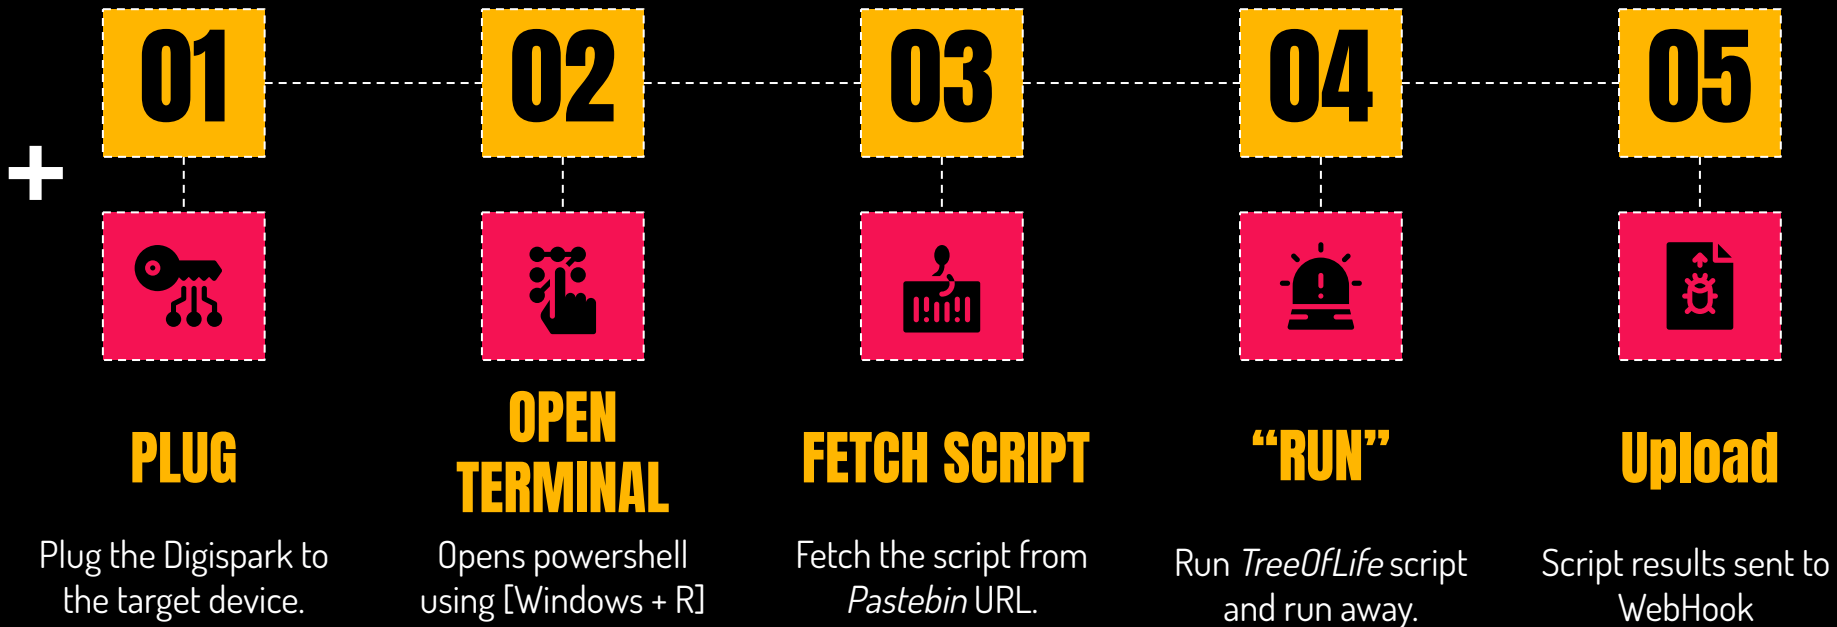 01
02
03
04
05
PLUG
Plug the Digispark to
the target device.
OPEN
TERMINAL
Opens powershell
using [Windows + R]
FETCH SCRIPT
Fetch the script from
Pastebin URL.
“RUN”
Run TreeOfLife script
and run away.
Upload
Script results sent to
WebHook